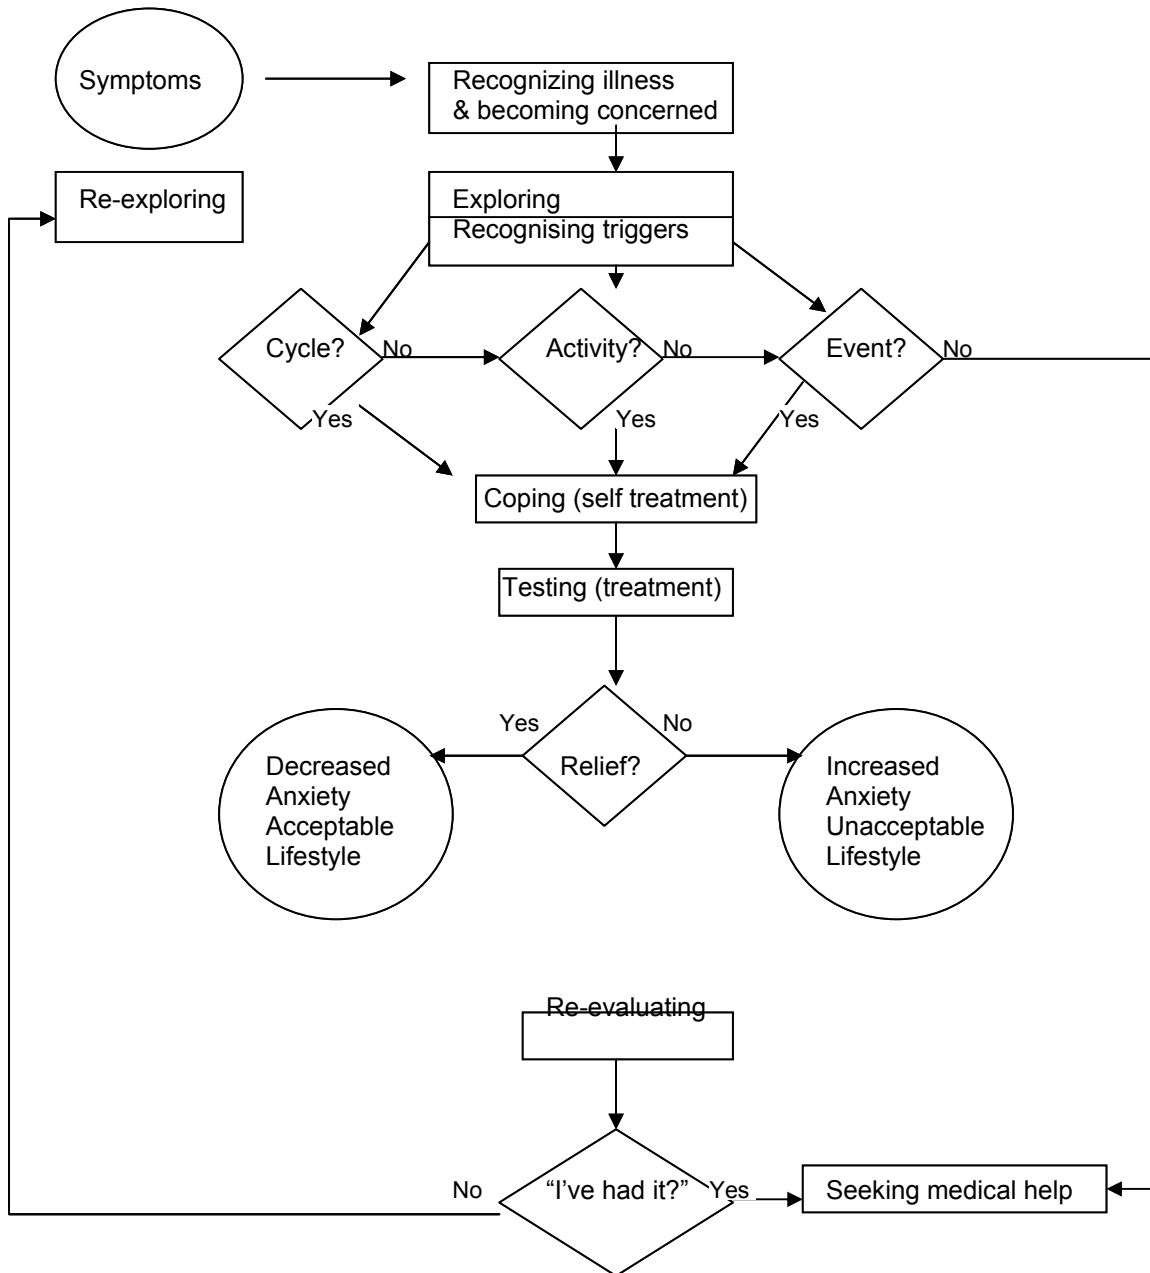 Symptoms
Recognizing illness
& becoming concerned
Re-exploring
Exploring
Recognising triggers
Cycle?
No
Activity?
No
Event?
No
Yes
Yes
Yes
Coping (self treatment)
Testing (treatment)
Yes
No
Relief?
Decreased
Anxiety
Acceptable
Lifestyle
Increased
Anxiety
Unacceptable
Lifestyle
Re-evaluating
No
“I’ve had it?”
Yes
Seeking medical help